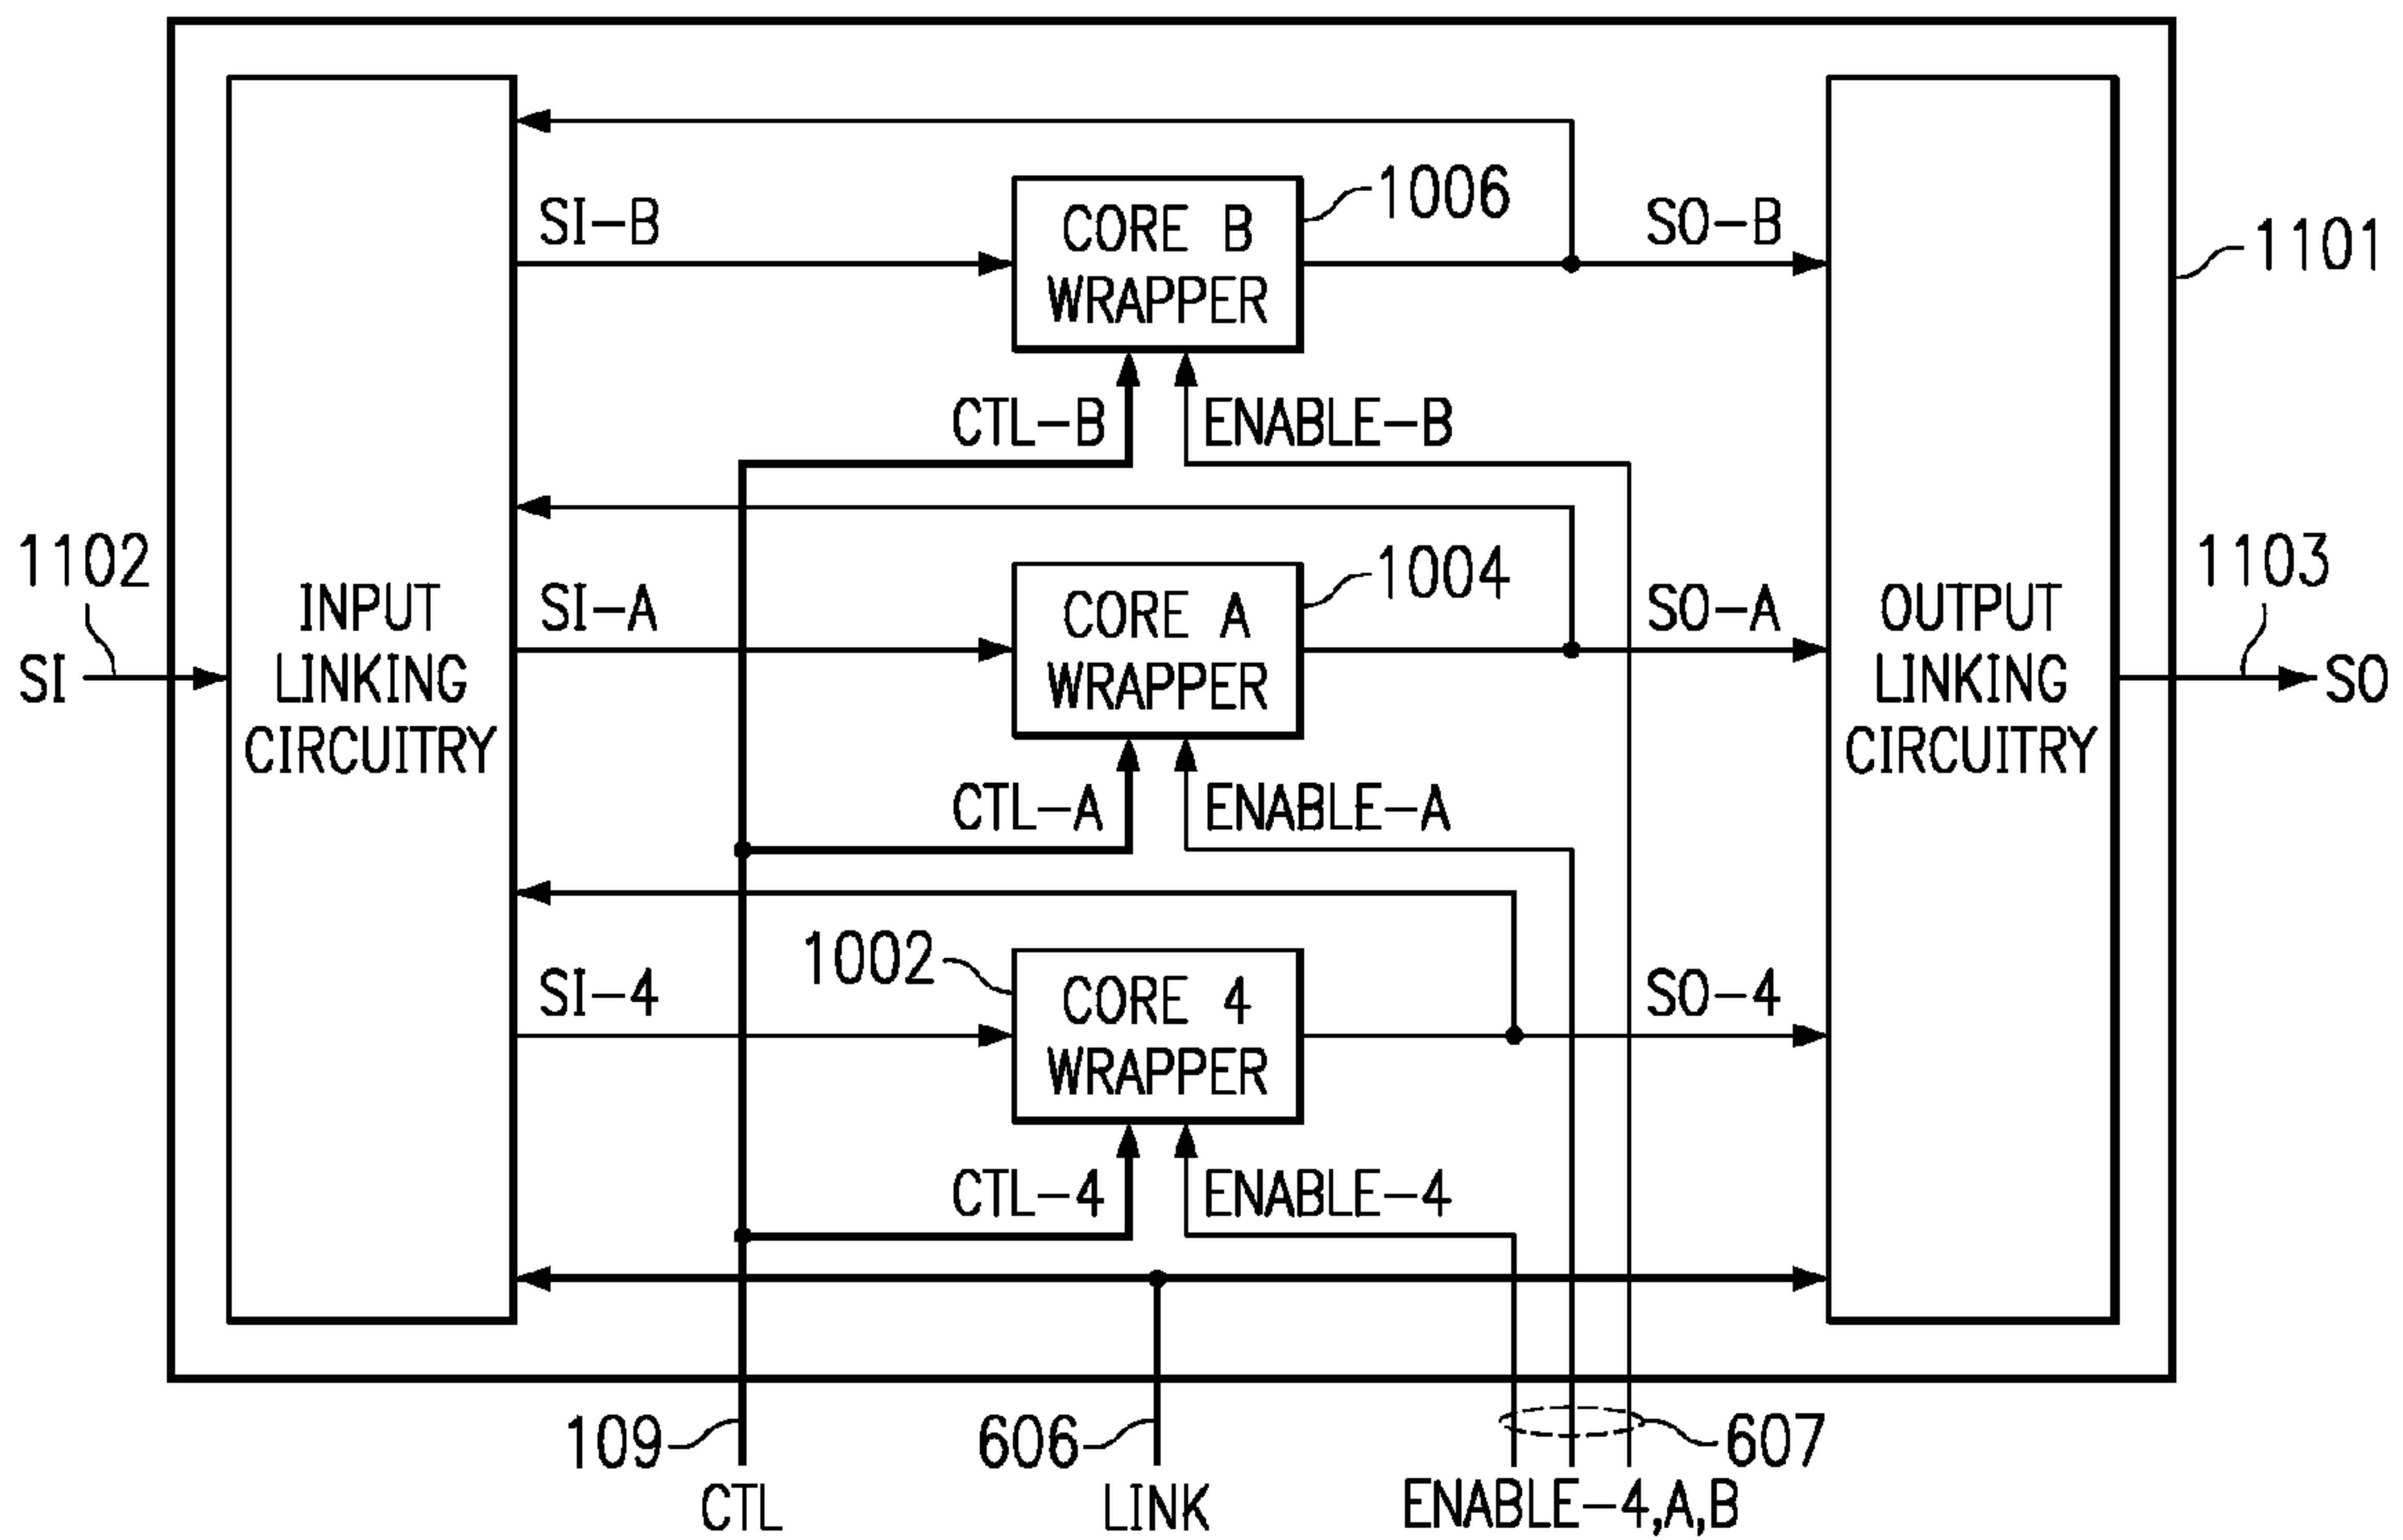 CORE B
WRAPPER
1006
SI-B
SO-B
1101
CTL-B
ENABLE-B
1102
SI
INPUT
LINKING
CIRCUITRY
SI-A
CORE A
WRAPPER
1004
SO-A
OUTPUT
LINKING
CIRCUITRY
1103
SO
CTL-A
ENABLE-A
1002
SI-4
CORE 4
WRAPPER
SO-4
CTL-4
ENABLE-4
109
CTL
606
LINK
607
ENABLE-4,A,B